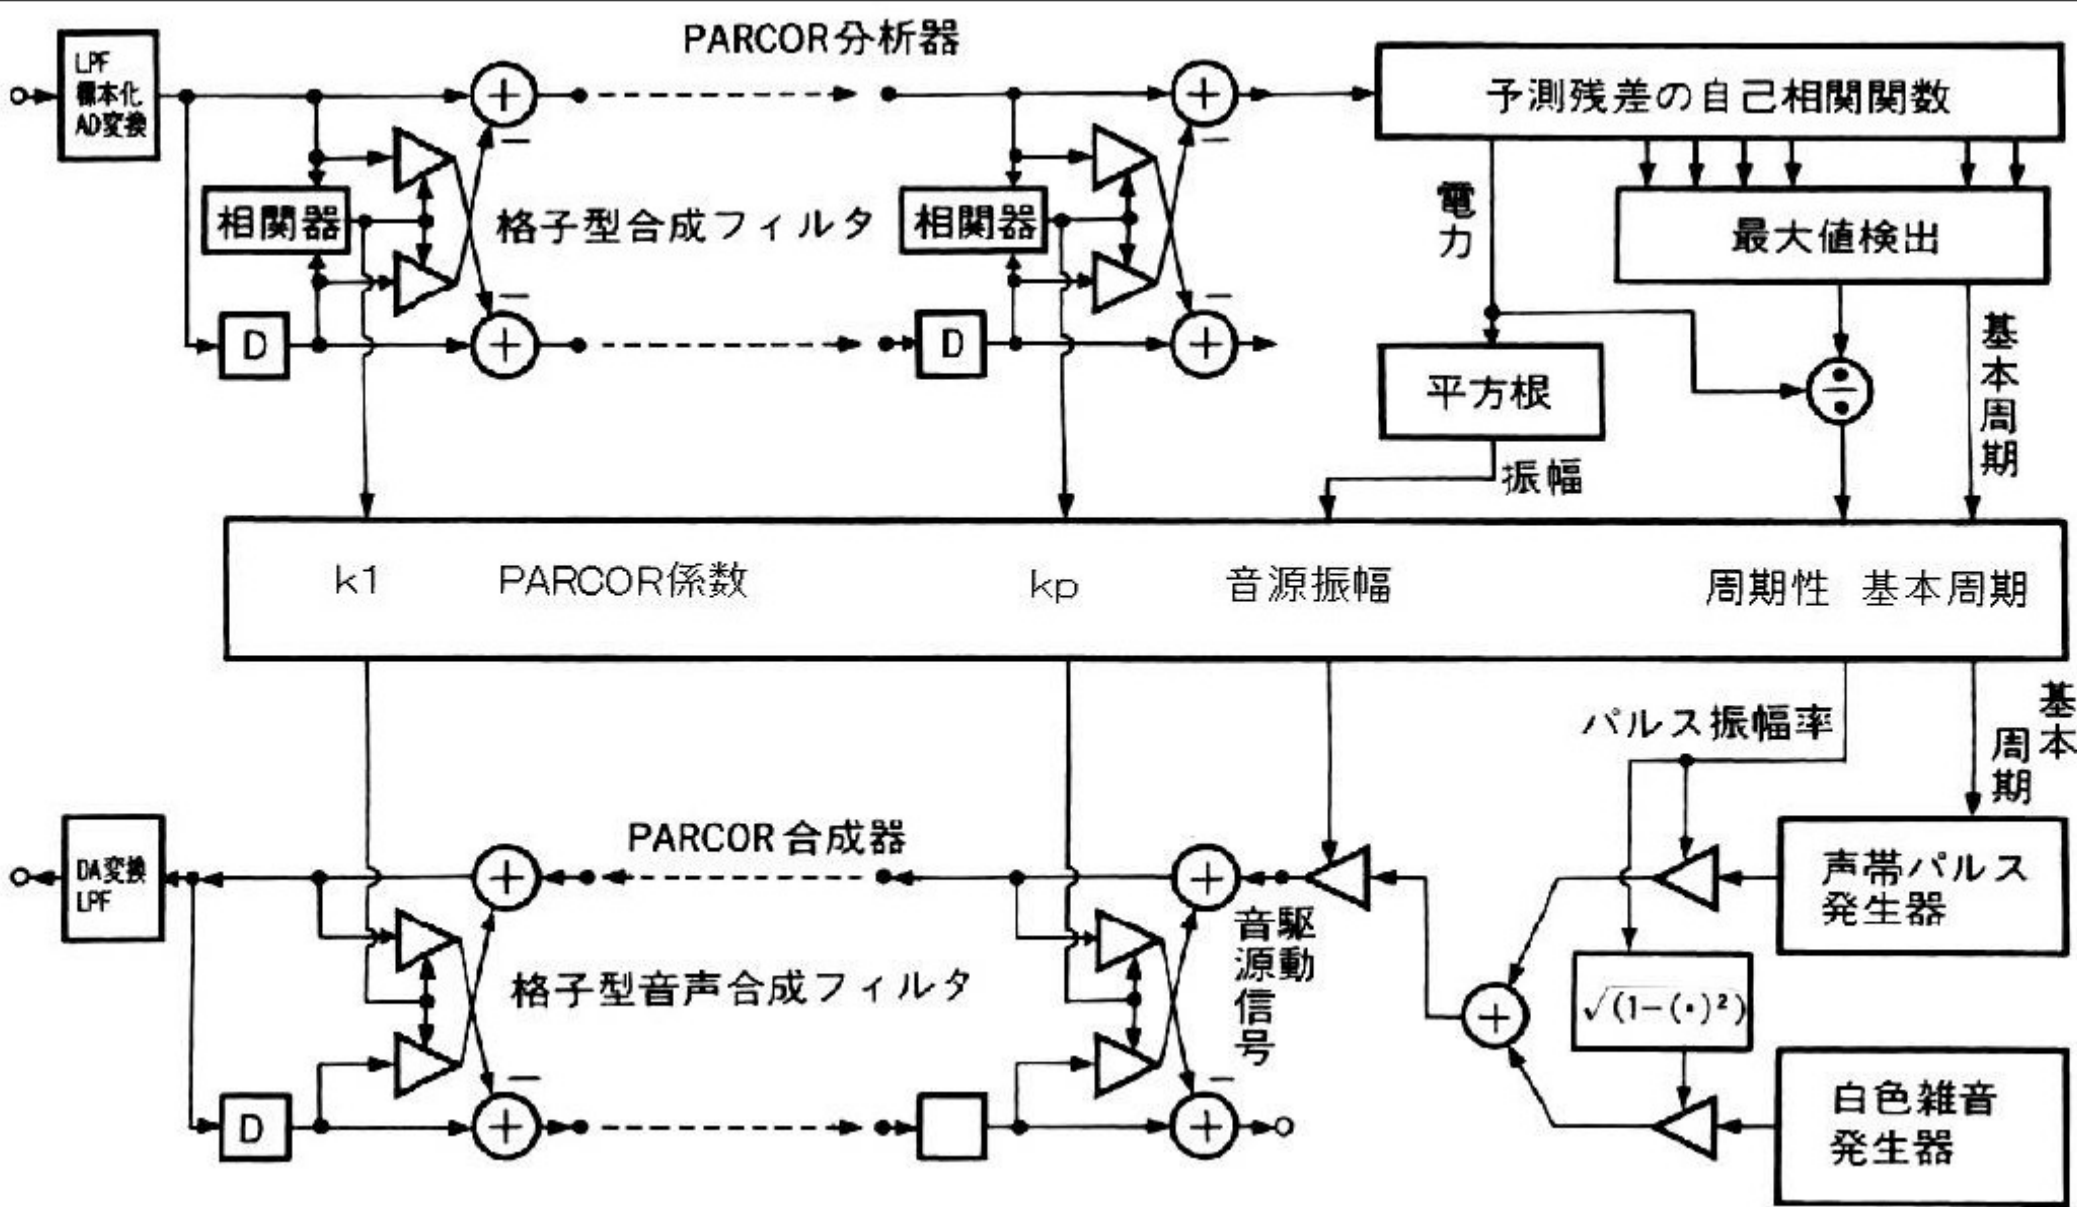 PARCOR分析器
LPF
標本化
AD変換
+
+
予測残差の自己相関関数
−
−
相関器
格子型合成フィルタ
相関器
電力
最大値検出
−
−
D
+
D
+
平方根
÷
基本周期
振幅
k1
PARCOR係数
kp
音源振幅
周期性
基本周期
パルス振幅率
基本
周期
PARCOR合成器
DA変換
LPF
+
+
声帯パルス
発生器
駆動
音源信号
格子型音声合成フィルタ
+
√(1−(・)²)
−
−
D
+
+
白色雑音
発生器